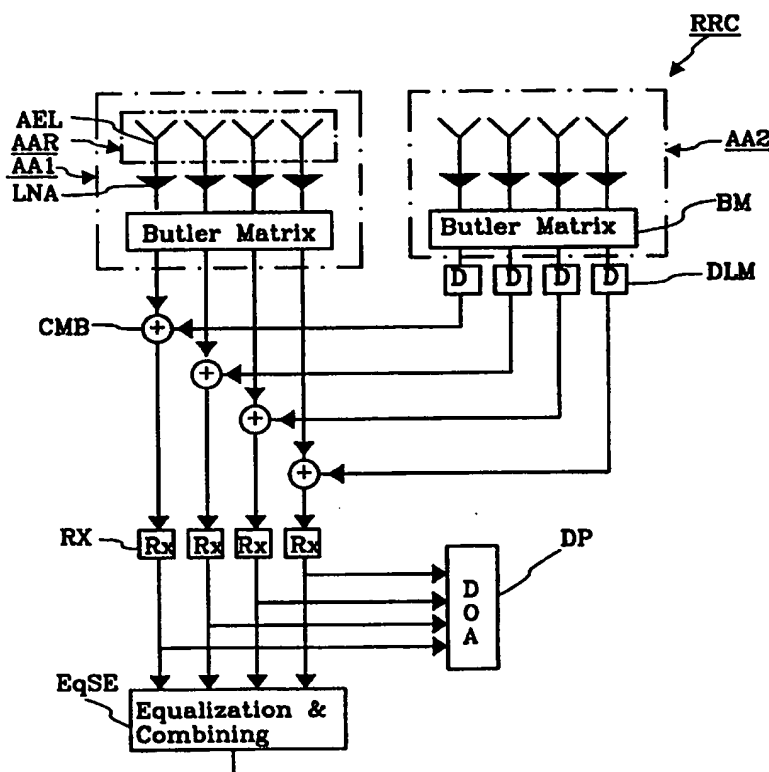 RRC
AEL
AAR
AA1
LNA
AA2
Butler Matrix
Butler Matrix
BM
D D D D
DLM
CMB
+
+
+
+
RX
Rx Rx Rx Rx
DP
D
O
A
EqSE
Equalization &
Combining